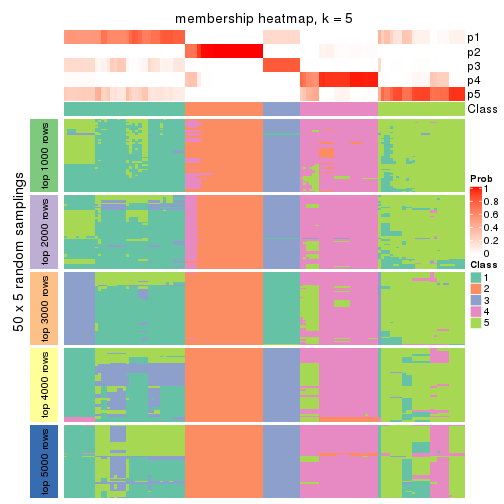 membership heatmap, k = 5
p1
p2
p3
p4
p5
Class
50 x 5 random samplings
top 1000 rows
top 2000 rows
top 3000 rows
top 4000 rows
top 5000 rows
Prob
1
0.8
0.6
0.4
0.2
0
Class
1
2
3
4
5